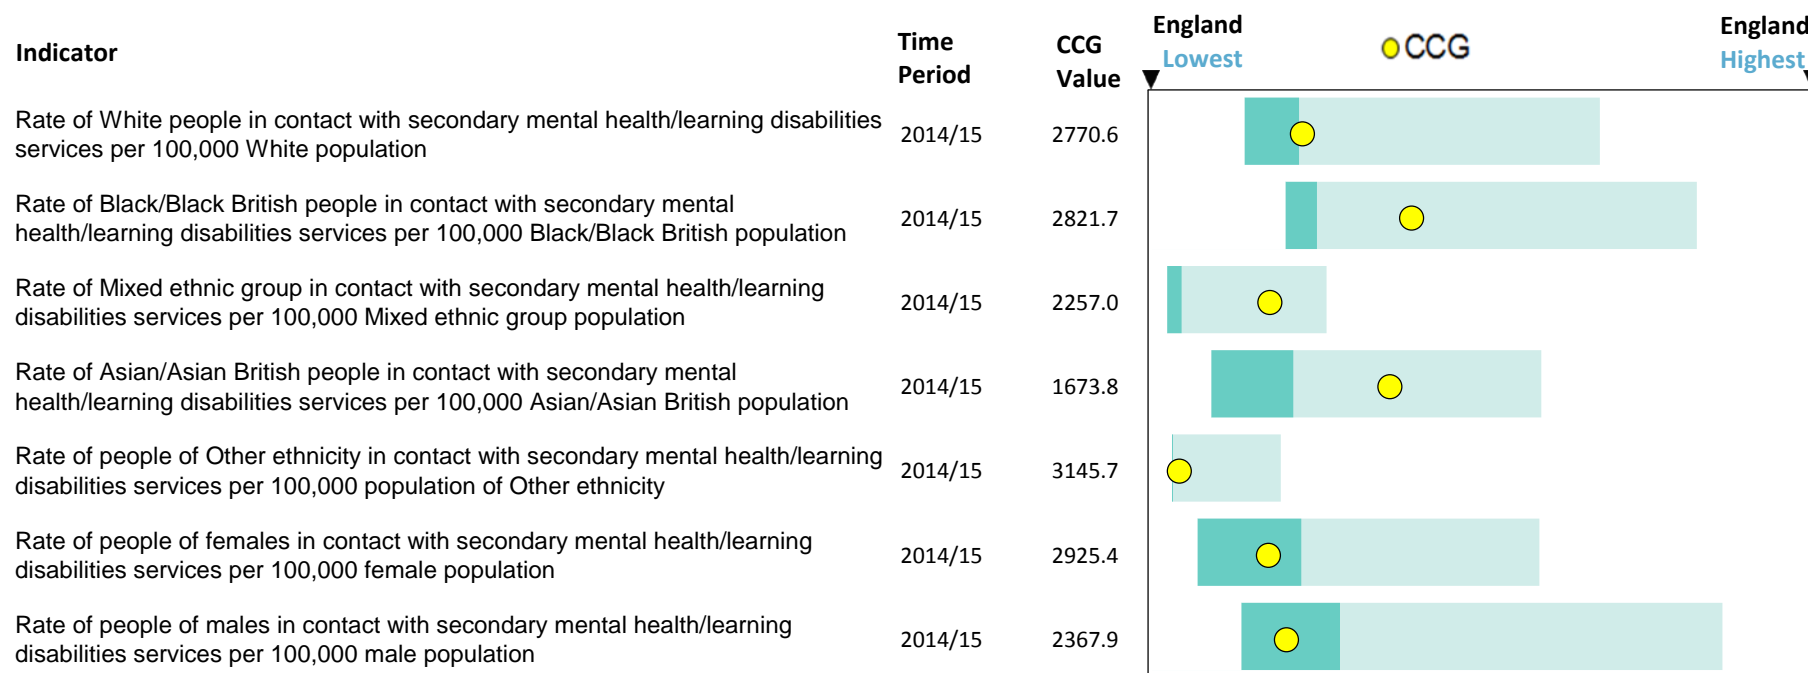 Indicator
Time
Period
CCG
Value
England
Lowest
CCG
England
Highest
Rate of White people in contact with secondary mental health/learning disabilities
services per 100,000 White population
2014/15
2770.6
Rate of Black/Black British people in contact with secondary mental
health/learning disabilities services per 100,000 Black/Black British population
2014/15
2821.7
Rate of Mixed ethnic group in contact with secondary mental health/learning
disabilities services per 100,000 Mixed ethnic group population
2014/15
2257.0
Rate of Asian/Asian British people in contact with secondary mental
health/learning disabilities services per 100,000 Asian/Asian British population
2014/15
1673.8
Rate of people of Other ethnicity in contact with secondary mental health/learning
disabilities services per 100,000 population of Other ethnicity
2014/15
3145.7
Rate of people of females in contact with secondary mental health/learning
disabilities services per 100,000 female population
2014/15
2925.4
Rate of people of males in contact with secondary mental health/learning
disabilities services per 100,000 male population
2014/15
2367.9